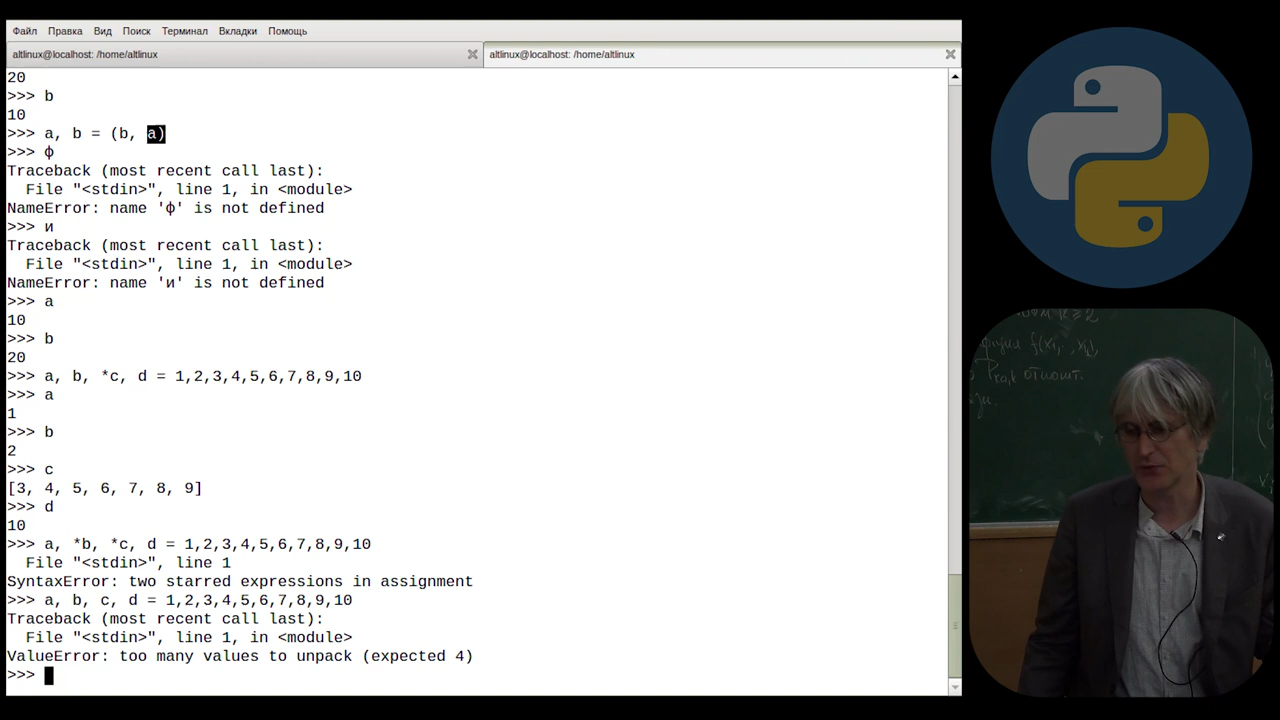 Файл Правка Вид Поиск Терминал Вкладки Помощь
altlinux@localhost: /home/altlinux
altlinux@localhost: /home/altlinux
20
>>> b
10
>>> a, b = (b, a)
>>> ф
Traceback (most recent call last):
  File "<stdin>", line 1, in <module>
NameError: name 'ф' is not defined
>>> и
Traceback (most recent call last):
  File "<stdin>", line 1, in <module>
NameError: name 'и' is not defined
>>> a
10
>>> b
20
>>> a, b, *c, d = 1,2,3,4,5,6,7,8,9,10
>>> a
1
>>> b
2
>>> c
[3, 4, 5, 6, 7, 8, 9]
>>> d
10
>>> a, *b, *c, d = 1,2,3,4,5,6,7,8,9,10
  File "<stdin>", line 1
SyntaxError: two starred expressions in assignment
>>> a, b, c, d = 1,2,3,4,5,6,7,8,9,10
Traceback (most recent call last):
  File "<stdin>", line 1, in <module>
ValueError: too many values to unpack (expected 4)
>>>